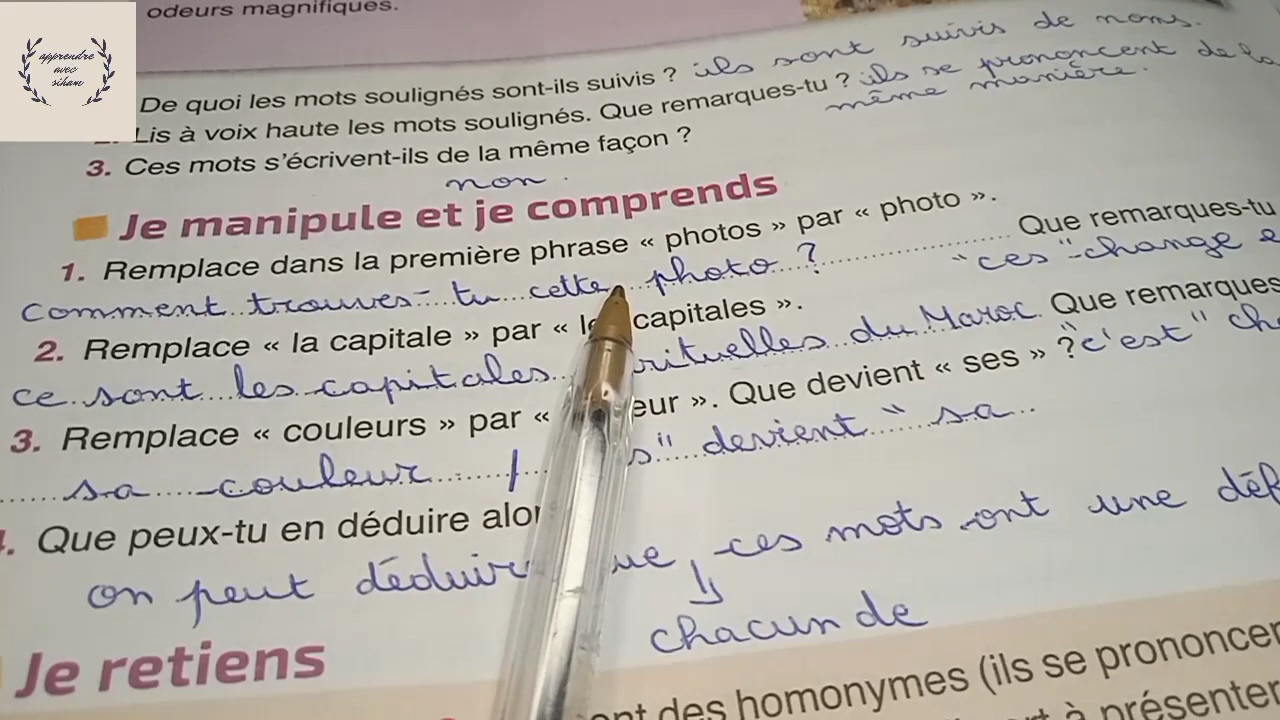 odeurs magnifiques.
apprendre
avec
siham
De quoi les mots soulignés sont-ils suivis ? ils sont suivis de noms.
Lis à voix haute les mots soulignés. Que remarques-tu ? ils se prononcent de la
même manière.
3. Ces mots s'écrivent-ils de la même façon ?
non.
Je manipule et je comprends
1. Remplace dans la première phrase « photos » par « photo ».
Que remarques-tu
comment trouves-tu cette photo ? "ces" change
2. Remplace « la capitale » par « capitales ».
Que remarques
ce sont les capitales du Maroc "c'est"
3. Remplace « couleurs » par « ». Que devient « ses » ?
sa couleur devient "sa
Que peux-tu en déduire
on peut ces mots ont une
chacun de
Je retiens
des homonymes (ils se
à présenter